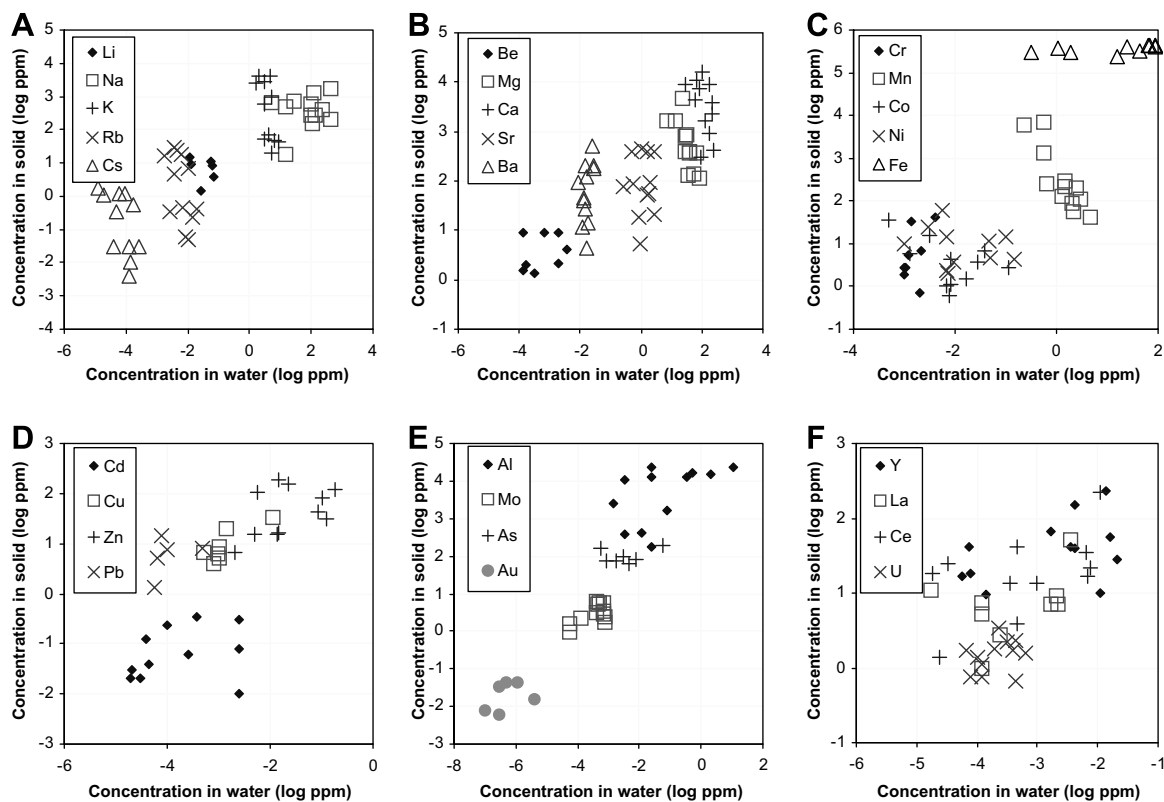 A
B
C
Concentration in solid (log ppm)
5
4
3
2
1
0
-1
-2
-3
-4
Li
Na
K
Rb
Cs
-6
-4
-2
0
2
4
Concentration in water (log ppm)
Concentration in solid (log ppm)
5
4
3
2
1
0
-1
Be
Mg
Ca
Sr
Ba
-6
-4
-2
0
2
4
Concentration in water (log ppm)
Concentration in solid (log ppm)
6
5
4
3
2
1
0
-1
Cr
Mn
Co
Ni
Fe
-4
-2
0
2
Concentration in water (log ppm)
D
E
F
Concentration in solid (log ppm)
3
2
1
0
-1
-2
-3
Cd
Cu
Zn
Pb
-6
-4
-2
0
Concentration in water (log ppm)
Concentration in solid (log ppm)
5
4
3
2
1
0
-1
-2
-3
Al
Mo
As
Au
-8
-6
-4
-2
0
2
Concentration in water (log ppm)
Concentration in solid (log ppm)
3
2
1
0
-1
Y
La
Ce
U
-6
-5
-4
-3
-2
-1
Concentration in water (log ppm)